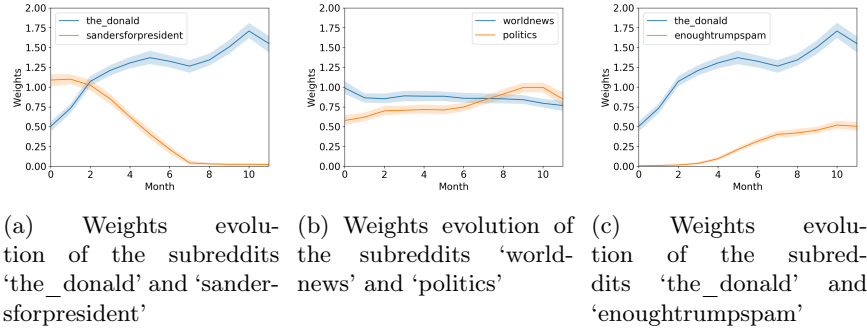 2.00
1.75
1.50
1.25
1.00
0.75
0.50
0.25
0.00
Weights
the_donald
sandersforpresident
0 2 4 6 8 10
Month
2.00
1.75
1.50
1.25
1.00
0.75
0.50
0.25
0.00
Weights
worldnews
politics
0 2 4 6 8 10
Month
2.00
1.75
1.50
1.25
1.00
0.75
0.50
0.25
0.00
Weights
the_donald
enoughtrumpspam
0 2 4 6 8 10
Month
(a) Weights evolu-
tion of the subreddits
‘the_donald’ and ‘sander-
sforpresident’
(b) Weights evolution of
the subreddits ‘world-
news’ and ‘politics’
(c) Weights evolu-
tion of the subred-
dits ‘the_donald’ and
‘enoughtrumpspam’